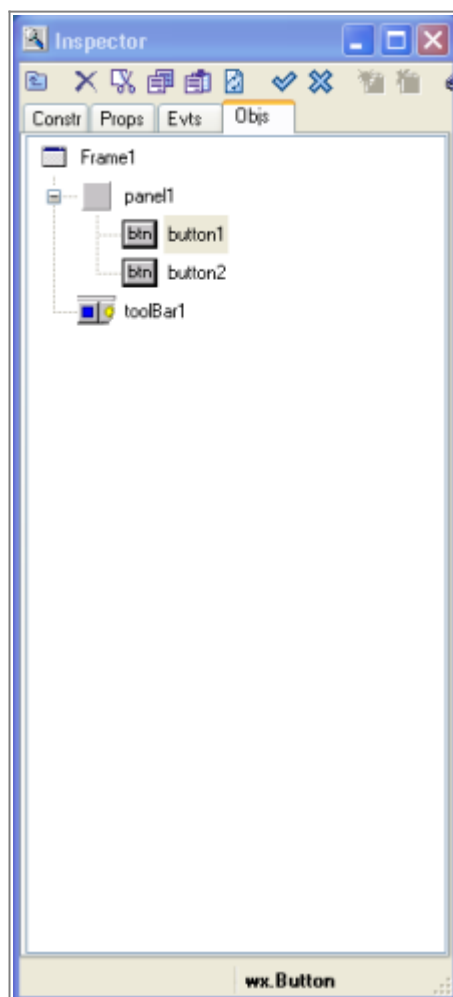 Inspector
Constr Props Evts Objs
Frame1
panel1
btn button1
btn button2
toolBar1
wx.Button